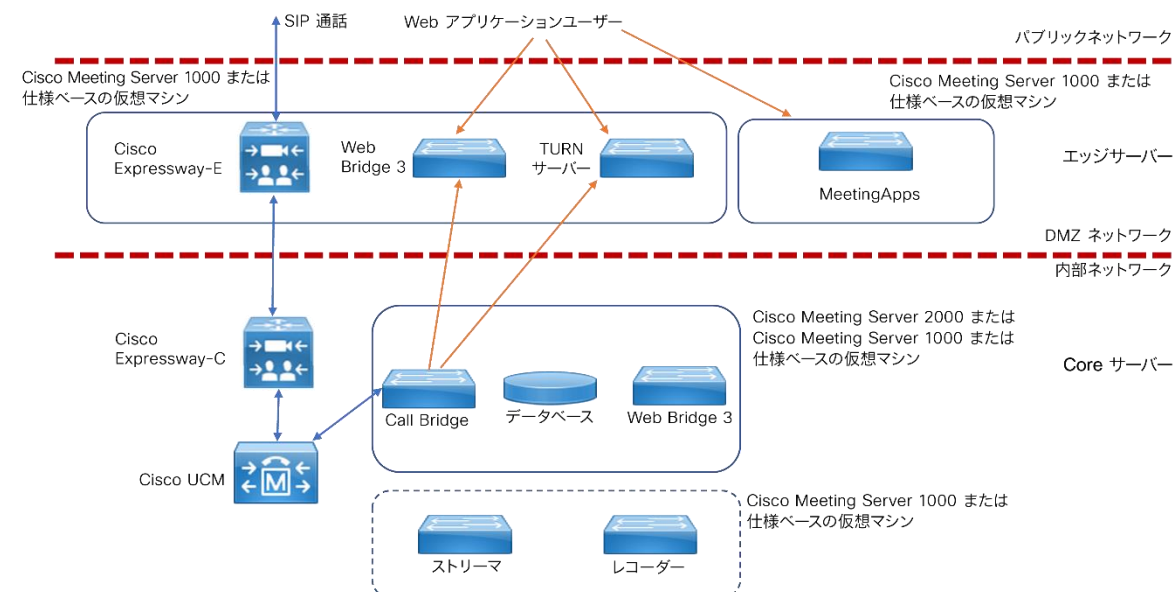 SIP 通話
Web アプリケーションユーザー
パブリックネットワーク
Cisco Meeting Server 1000 または
仕様ベースの仮想マシン
Cisco Meeting Server 1000 または
仕様ベースの仮想マシン
Cisco
Expressway-E
Web
Bridge 3
TURN
サーバー
MeetingApps
エッジサーバー
DMZ ネットワーク
内部ネットワーク
Cisco
Expressway-C
Cisco Meeting Server 2000 または
Cisco Meeting Server 1000 または
仕様ベースの仮想マシン
Core サーバー
Call Bridge
データベース
Web Bridge 3
Cisco UCM
M
Cisco Meeting Server 1000 または
仕様ベースの仮想マシン
ストリーマ
レコーダー